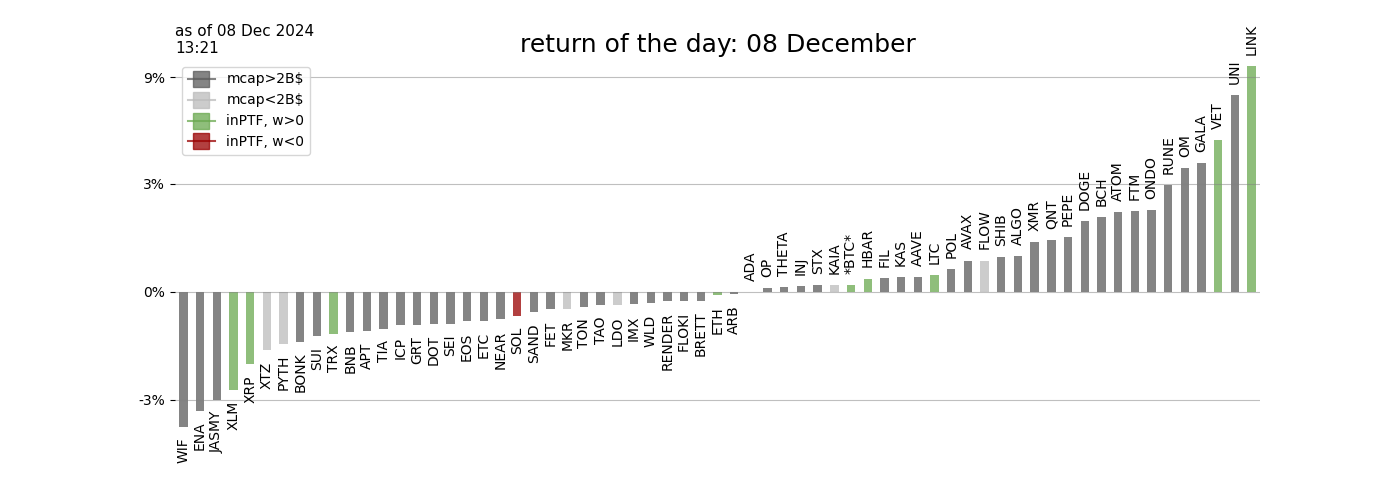 as of 08 Dec 2024
13:21
return of the day: 08 December
mcap>2B$
mcap<2B$
inPTF, w>0
inPTF, w<0
9%
3%
0%
-3%
WIF
ENA
JASMY
XLM
XRP
XTZ
PYTH
BONK
SUI
TRX
BNB
APT
TIA
ICP
GRT
DOT
SEI
EOS
ETC
NEAR
SOL
SAND
FET
MKR
TON
TAO
LDO
IMX
WLD
RENDER
FLOKI
BRETT
ETH
ARB
ADA
OP
THETA
INJ
STX
KAIA
*BTC*
HBAR
FIL
KAS
AAVE
LTC
POL
AVAX
FLOW
SHIB
ALGO
XMR
QNT
PEPE
DOGE
BCH
ATOM
FTM
ONDO
RUNE
OM
GALA
VET
UNI
LINK